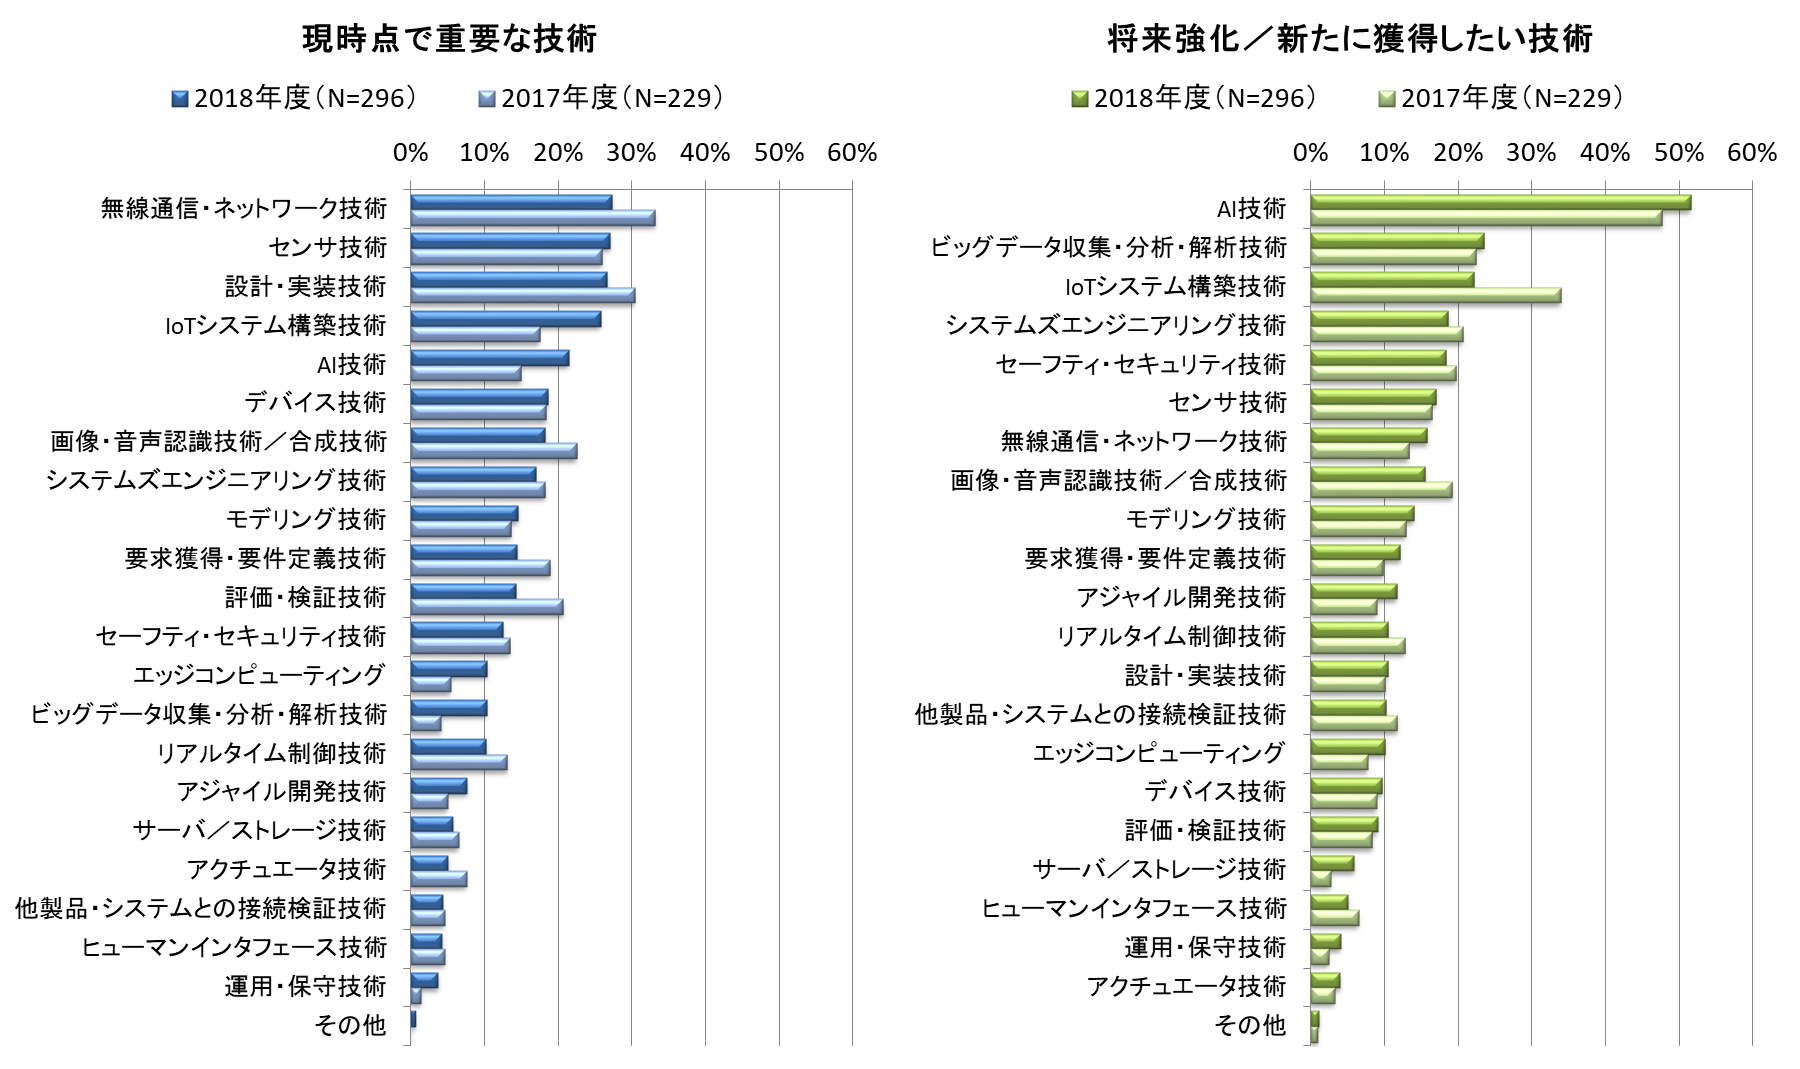 現時点で重要な技術
2018年度（N=296）
2017年度（N=229）
0% 10% 20% 30% 40% 50% 60%
無線通信・ネットワーク技術
センサ技術
設計・実装技術
IoTシステム構築技術
AI技術
デバイス技術
画像・音声認識技術／合成技術
システムズエンジニアリング技術
モデリング技術
要求獲得・要件定義技術
評価・検証技術
セーフティ・セキュリティ技術
エッジコンピューティング
ビッグデータ収集・分析・解析技術
リアルタイム制御技術
アジャイル開発技術
サーバ／ストレージ技術
アクチュエータ技術
他製品・システムとの接続検証技術
ヒューマンインタフェース技術
運用・保守技術
その他
将来強化／新たに獲得したい技術
2018年度（N=296）
2017年度（N=229）
0% 10% 20% 30% 40% 50% 60%
AI技術
ビッグデータ収集・分析・解析技術
IoTシステム構築技術
システムズエンジニアリング技術
セーフティ・セキュリティ技術
センサ技術
無線通信・ネットワーク技術
画像・音声認識技術／合成技術
モデリング技術
要求獲得・要件定義技術
アジャイル開発技術
リアルタイム制御技術
設計・実装技術
他製品・システムとの接続検証技術
エッジコンピューティング
デバイス技術
評価・検証技術
サーバ／ストレージ技術
ヒューマンインタフェース技術
運用・保守技術
アクチュエータ技術
その他